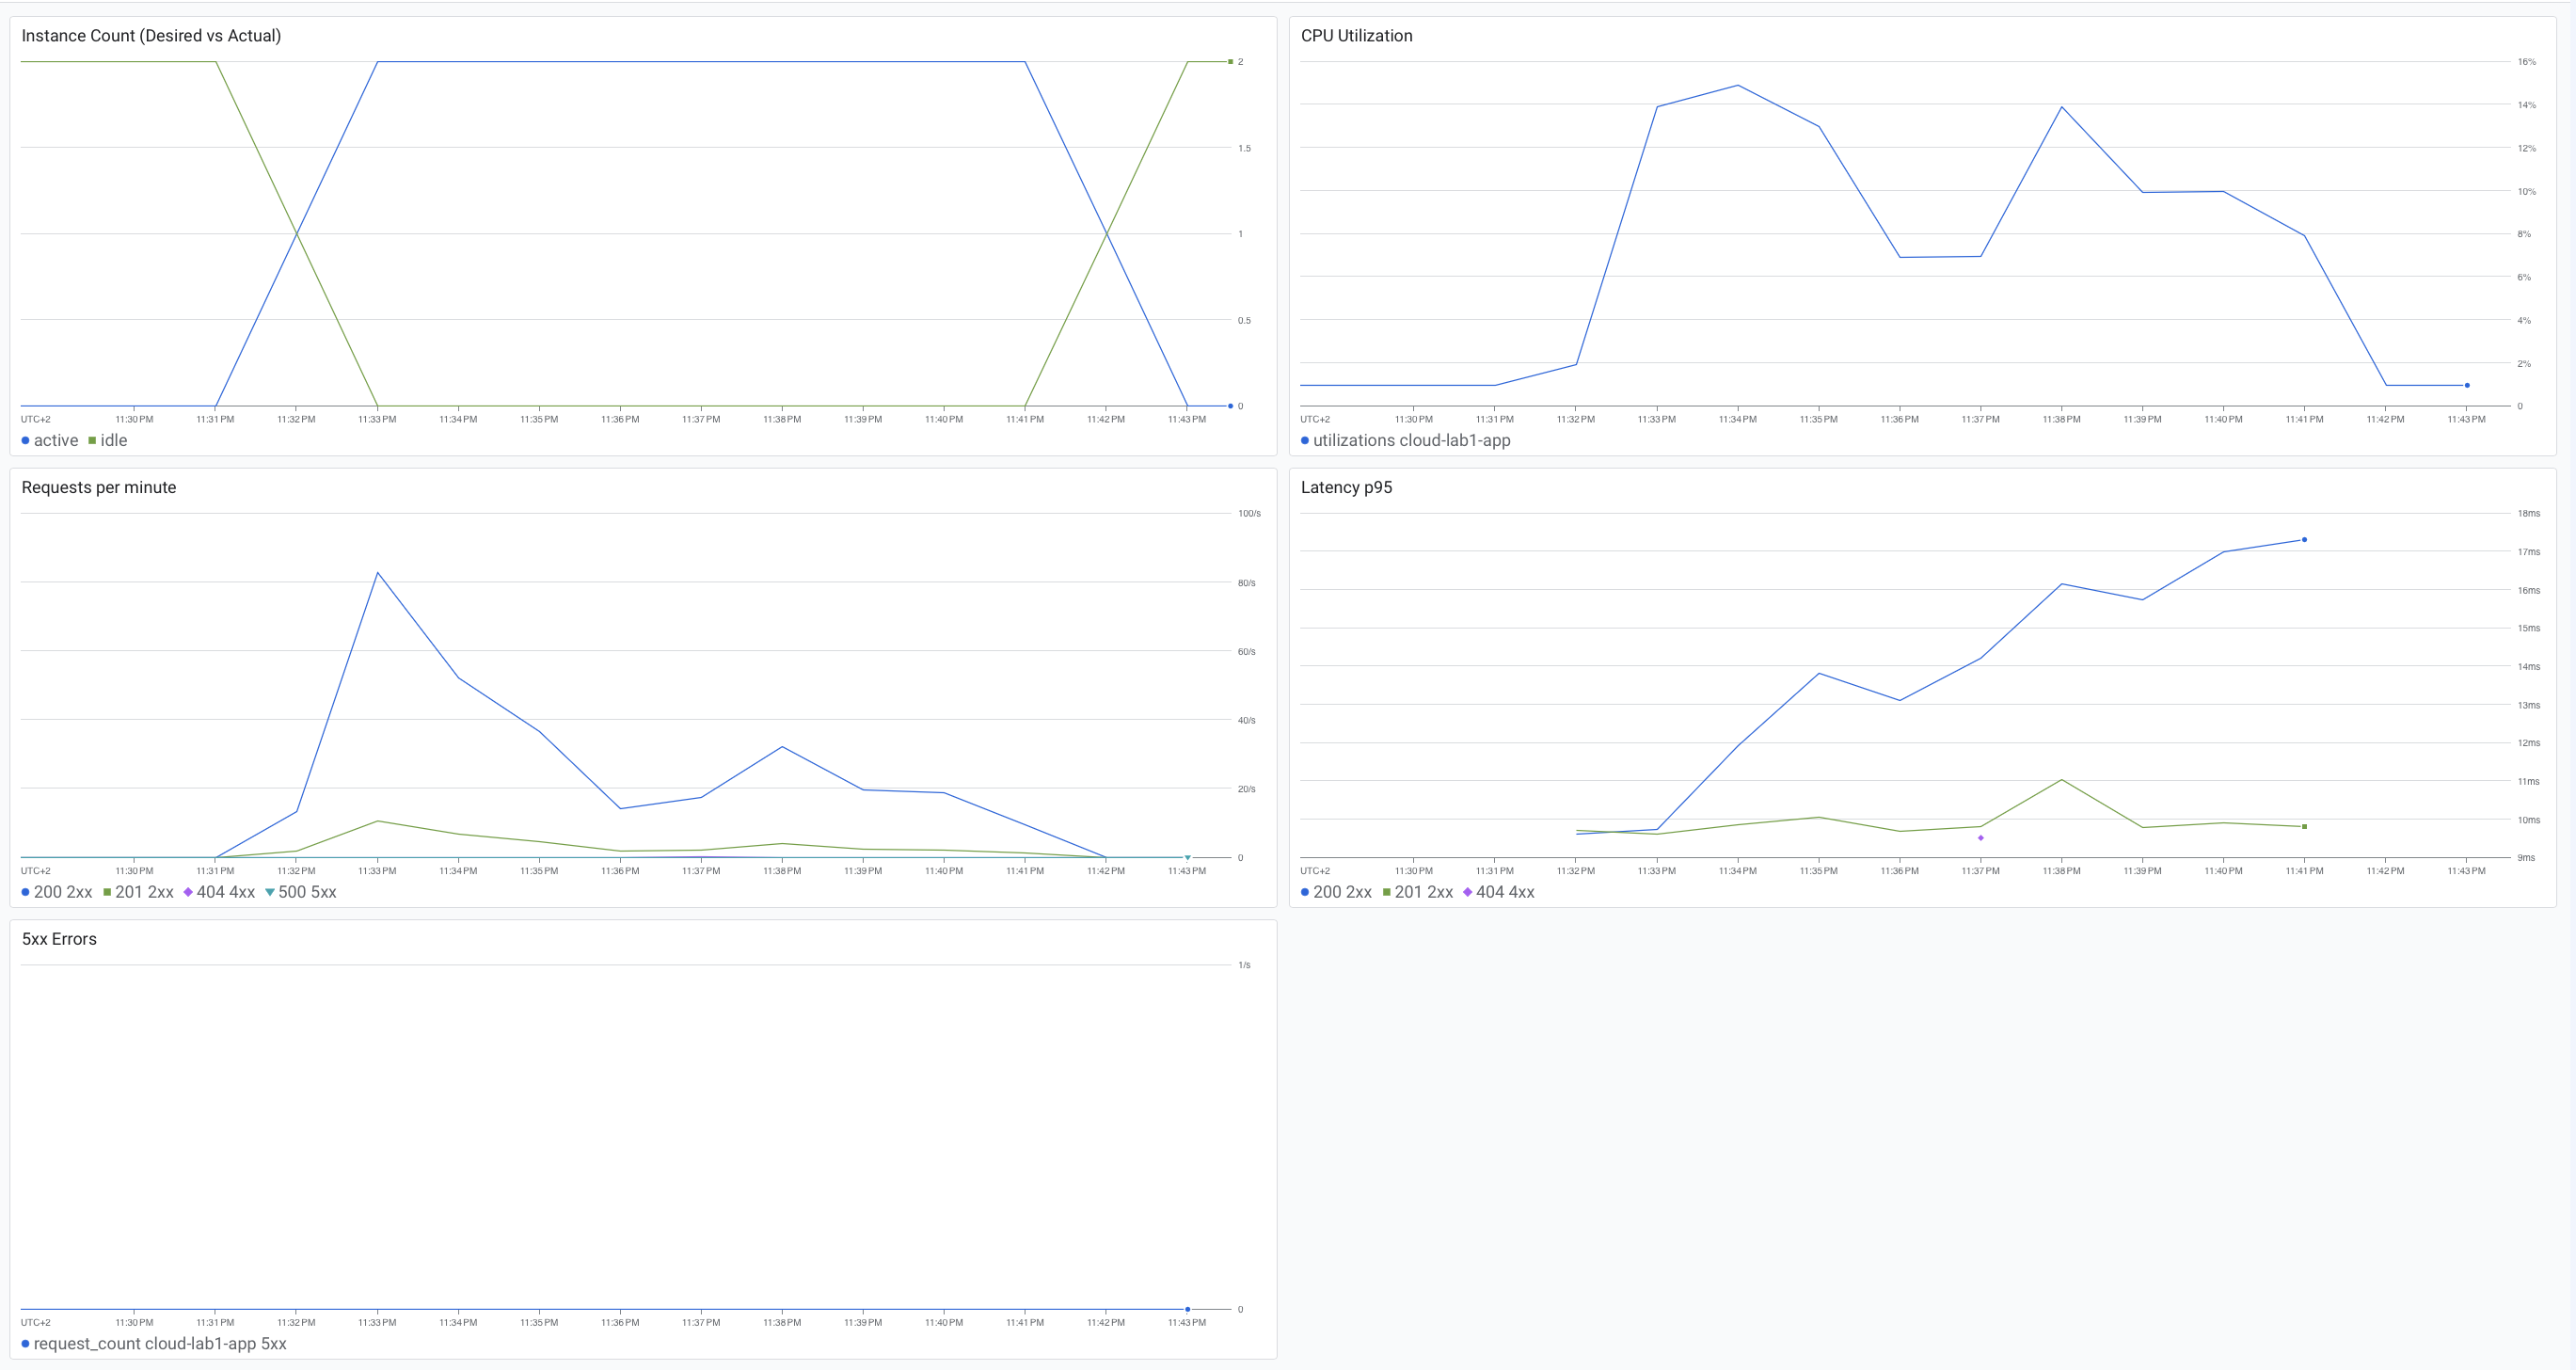 Instance Count (Desired vs Actual)
2
1.5
1
0.5
0
UTC+2 11:30 PM 11:31 PM 11:32 PM 11:33 PM 11:34 PM 11:35 PM 11:36 PM 11:37 PM 11:38 PM 11:39 PM 11:40 PM 11:41 PM 11:42 PM 11:43 PM
active idle
CPU Utilization
16%
14%
12%
10%
8%
6%
4%
2%
0
UTC+2 11:30 PM 11:31 PM 11:32 PM 11:33 PM 11:34 PM 11:35 PM 11:36 PM 11:37 PM 11:38 PM 11:39 PM 11:40 PM 11:41 PM 11:42 PM 11:43 PM
utilizations cloud-lab1-app
Requests per minute
100/s
80/s
60/s
40/s
20/s
0
UTC+2 11:30 PM 11:31 PM 11:32 PM 11:33 PM 11:34 PM 11:35 PM 11:36 PM 11:37 PM 11:38 PM 11:39 PM 11:40 PM 11:41 PM 11:42 PM 11:43 PM
200 2xx 201 2xx 404 4xx 500 5xx
Latency p95
18ms
17ms
16ms
15ms
14ms
13ms
12ms
11ms
10ms
9ms
UTC+2 11:30 PM 11:31 PM 11:32 PM 11:33 PM 11:34 PM 11:35 PM 11:36 PM 11:37 PM 11:38 PM 11:39 PM 11:40 PM 11:41 PM 11:42 PM 11:43 PM
200 2xx 201 2xx 404 4xx
5xx Errors
1/s
0
UTC+2 11:30 PM 11:31 PM 11:32 PM 11:33 PM 11:34 PM 11:35 PM 11:36 PM 11:37 PM 11:38 PM 11:39 PM 11:40 PM 11:41 PM 11:42 PM 11:43 PM
request_count cloud-lab1-app 5xx